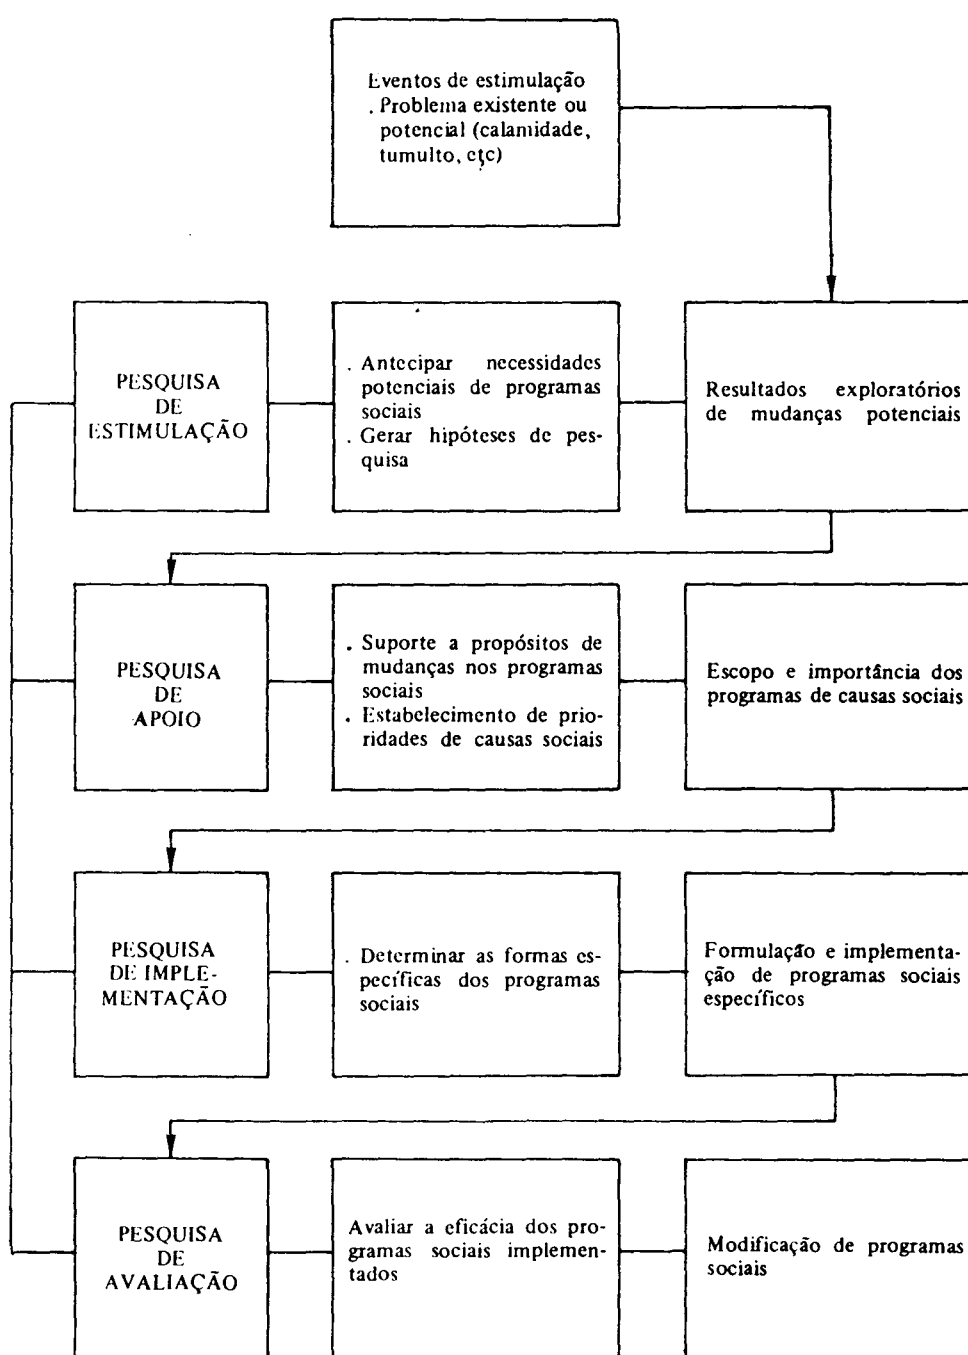 Eventos de estimulação
. Problema existente ou
potencial (calamidade,
tumulto, etc)
PESQUISA
DE
ESTIMULAÇÃO
. Antecipar necessidades
potenciais de programas
sociais
. Gerar hipóteses de pes-
quisa
Resultados exploratórios
de mudanças potenciais
PESQUISA
DE
APOIO
. Suporte a propósitos de
mudanças nos programas
sociais
. Estabelecimento de prio-
ridades de causas sociais
Escopo e importância dos
programas de causas sociais
PESQUISA
DE IMPLE-
MENTAÇÃO
. Determinar as formas es-
pecíficas dos programas
sociais
Formulação e implementa-
ção de programas sociais
específicos
PESQUISA
DE
AVALIAÇÃO
Avaliar a eficácia dos pro-
gramas sociais implemen-
tados
Modificação de programas
sociais